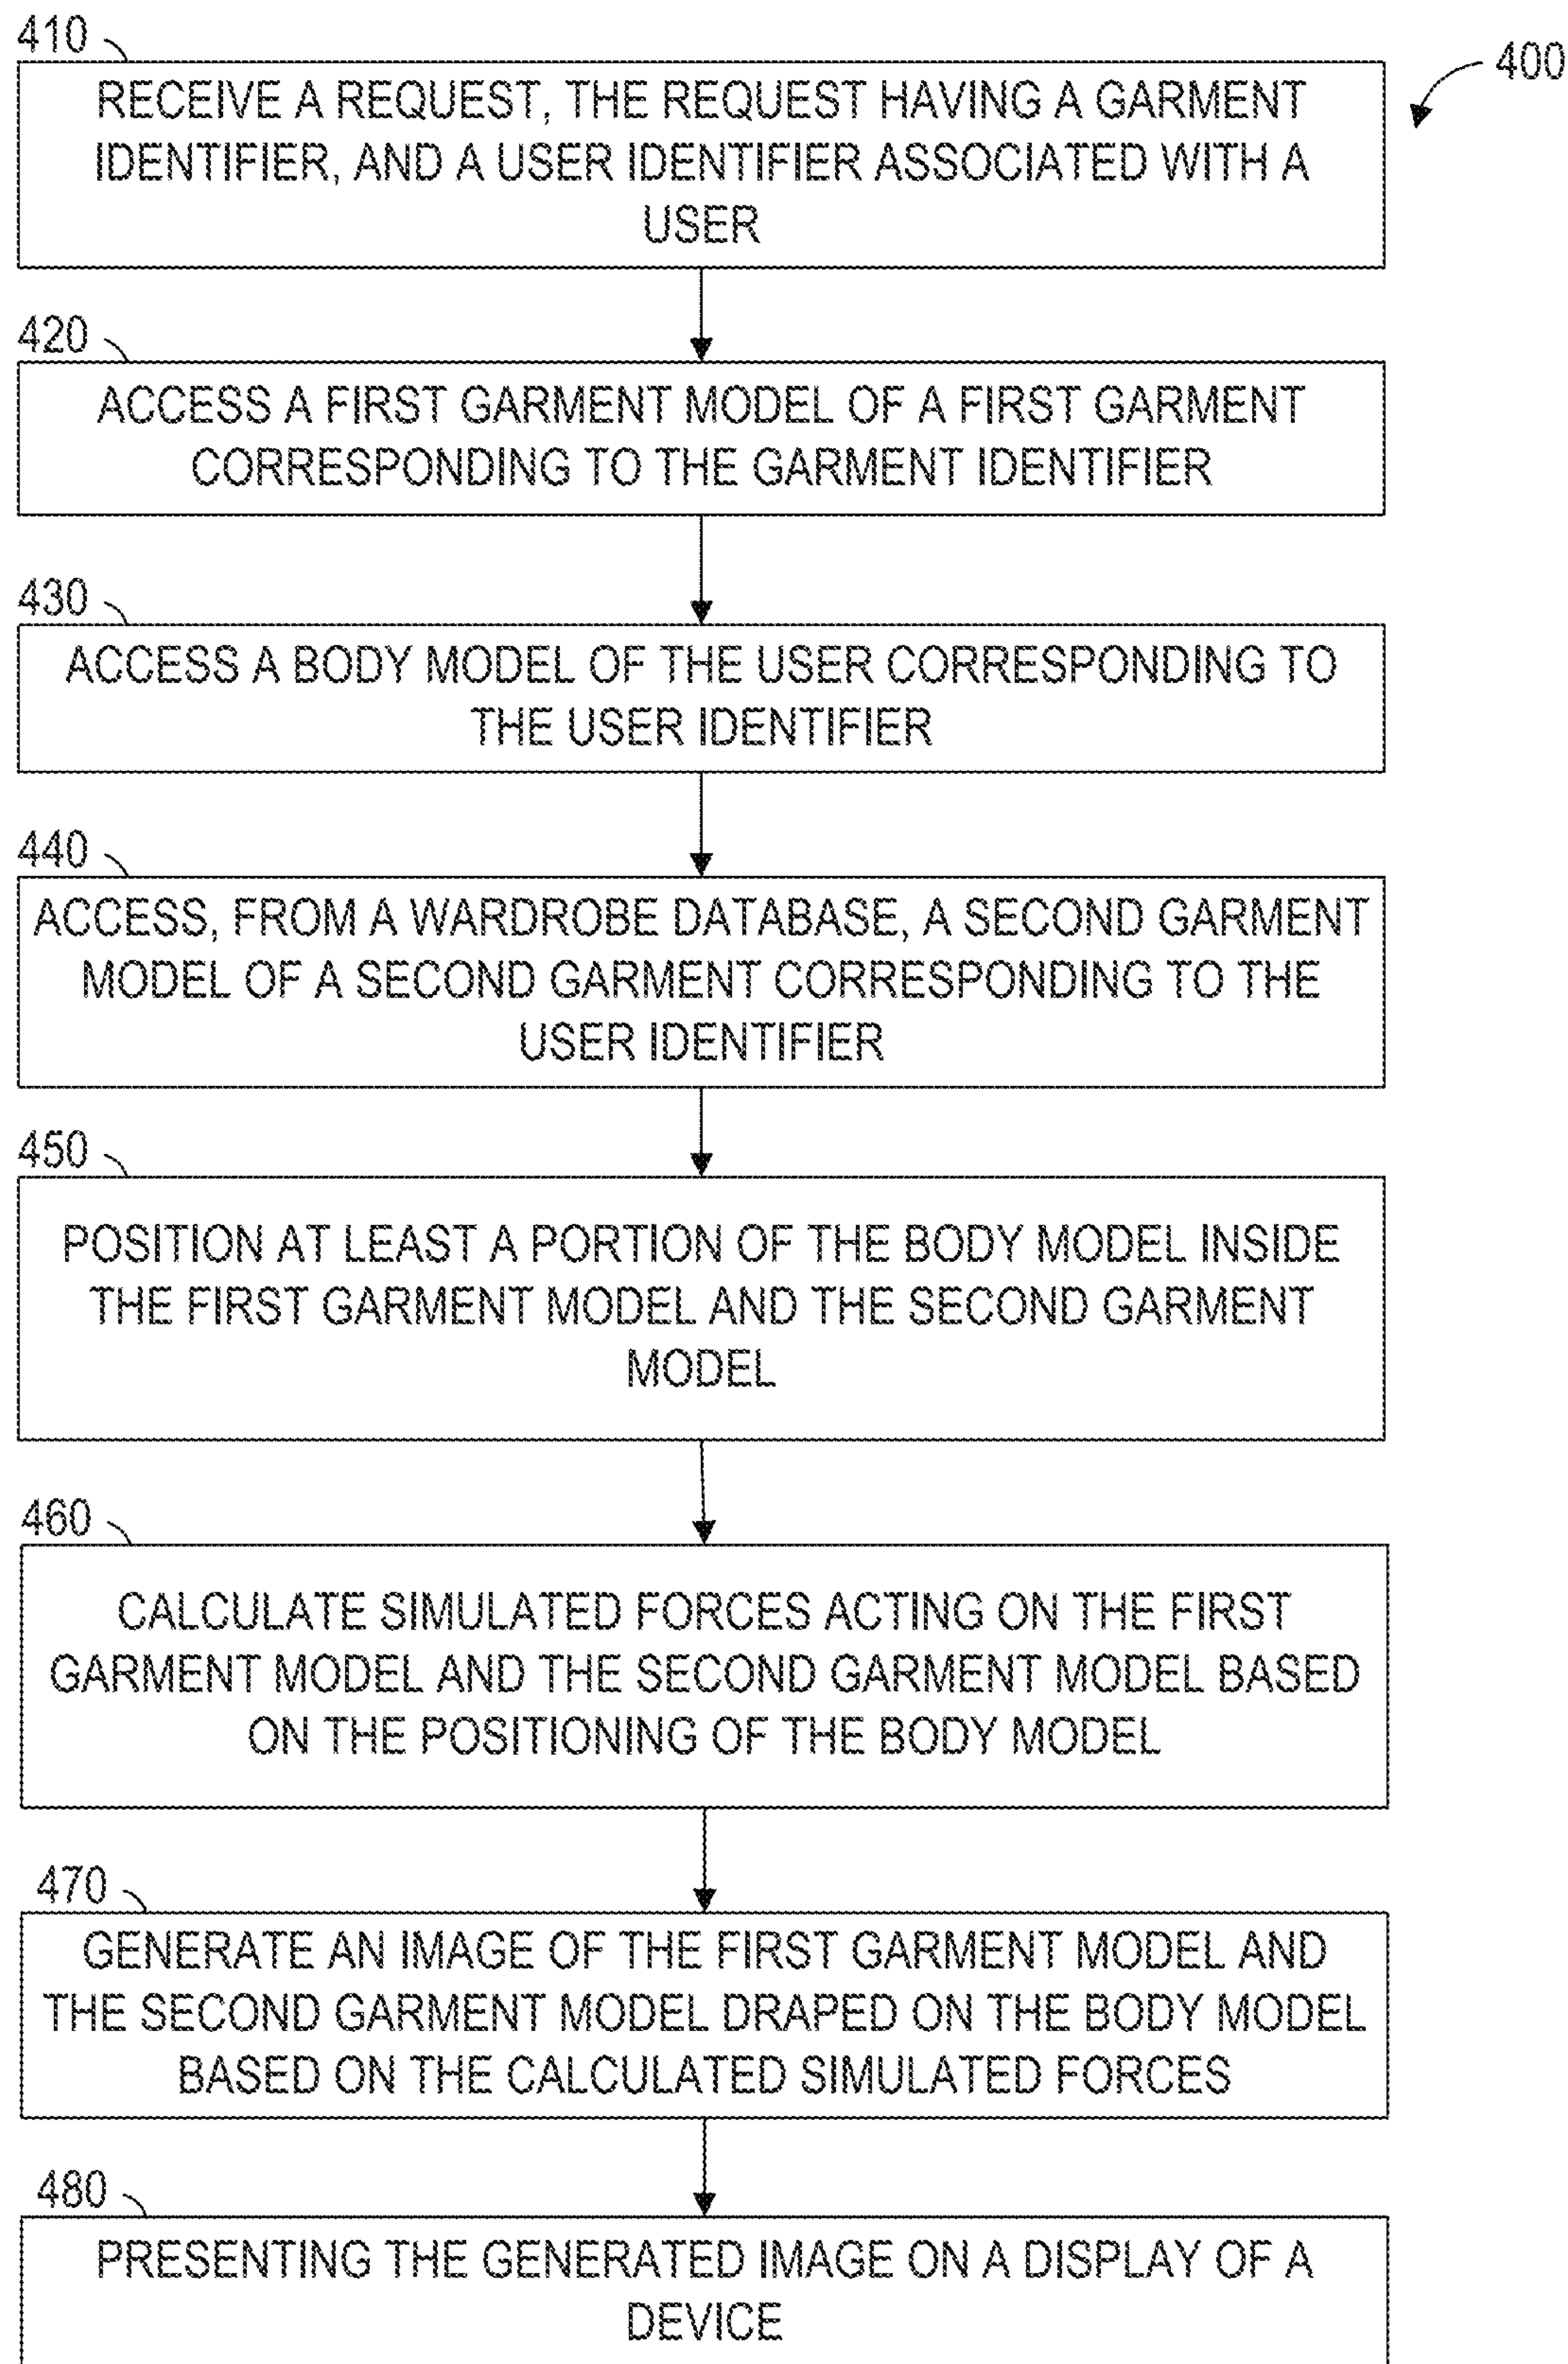 410
400
RECEIVE A REQUEST, THE REQUEST HAVING A GARMENT
IDENTIFIER, AND A USER IDENTIFIER ASSOCIATED WITH A
USER
420
ACCESS A FIRST GARMENT MODEL OF A FIRST GARMENT
CORRESPONDING TO THE GARMENT IDENTIFIER
430
ACCESS A BODY MODEL OF THE USER CORRESPONDING TO
THE USER IDENTIFIER
440
ACCESS, FROM A WARDROBE DATABASE, A SECOND GARMENT
MODEL OF A SECOND GARMENT CORRESPONDING TO THE
USER IDENTIFIER
450
POSITION AT LEAST A PORTION OF THE BODY MODEL INSIDE
THE FIRST GARMENT MODEL AND THE SECOND GARMENT
MODEL
460
CALCULATE SIMULATED FORCES ACTING ON THE FIRST
GARMENT MODEL AND THE SECOND GARMENT MODEL BASED
ON THE POSITIONING OF THE BODY MODEL
470
GENERATE AN IMAGE OF THE FIRST GARMENT MODEL AND
THE SECOND GARMENT MODEL DRAPED ON THE BODY MODEL
BASED ON THE CALCULATED SIMULATED FORCES
480
PRESENTING THE GENERATED IMAGE ON A DISPLAY OF A
DEVICE